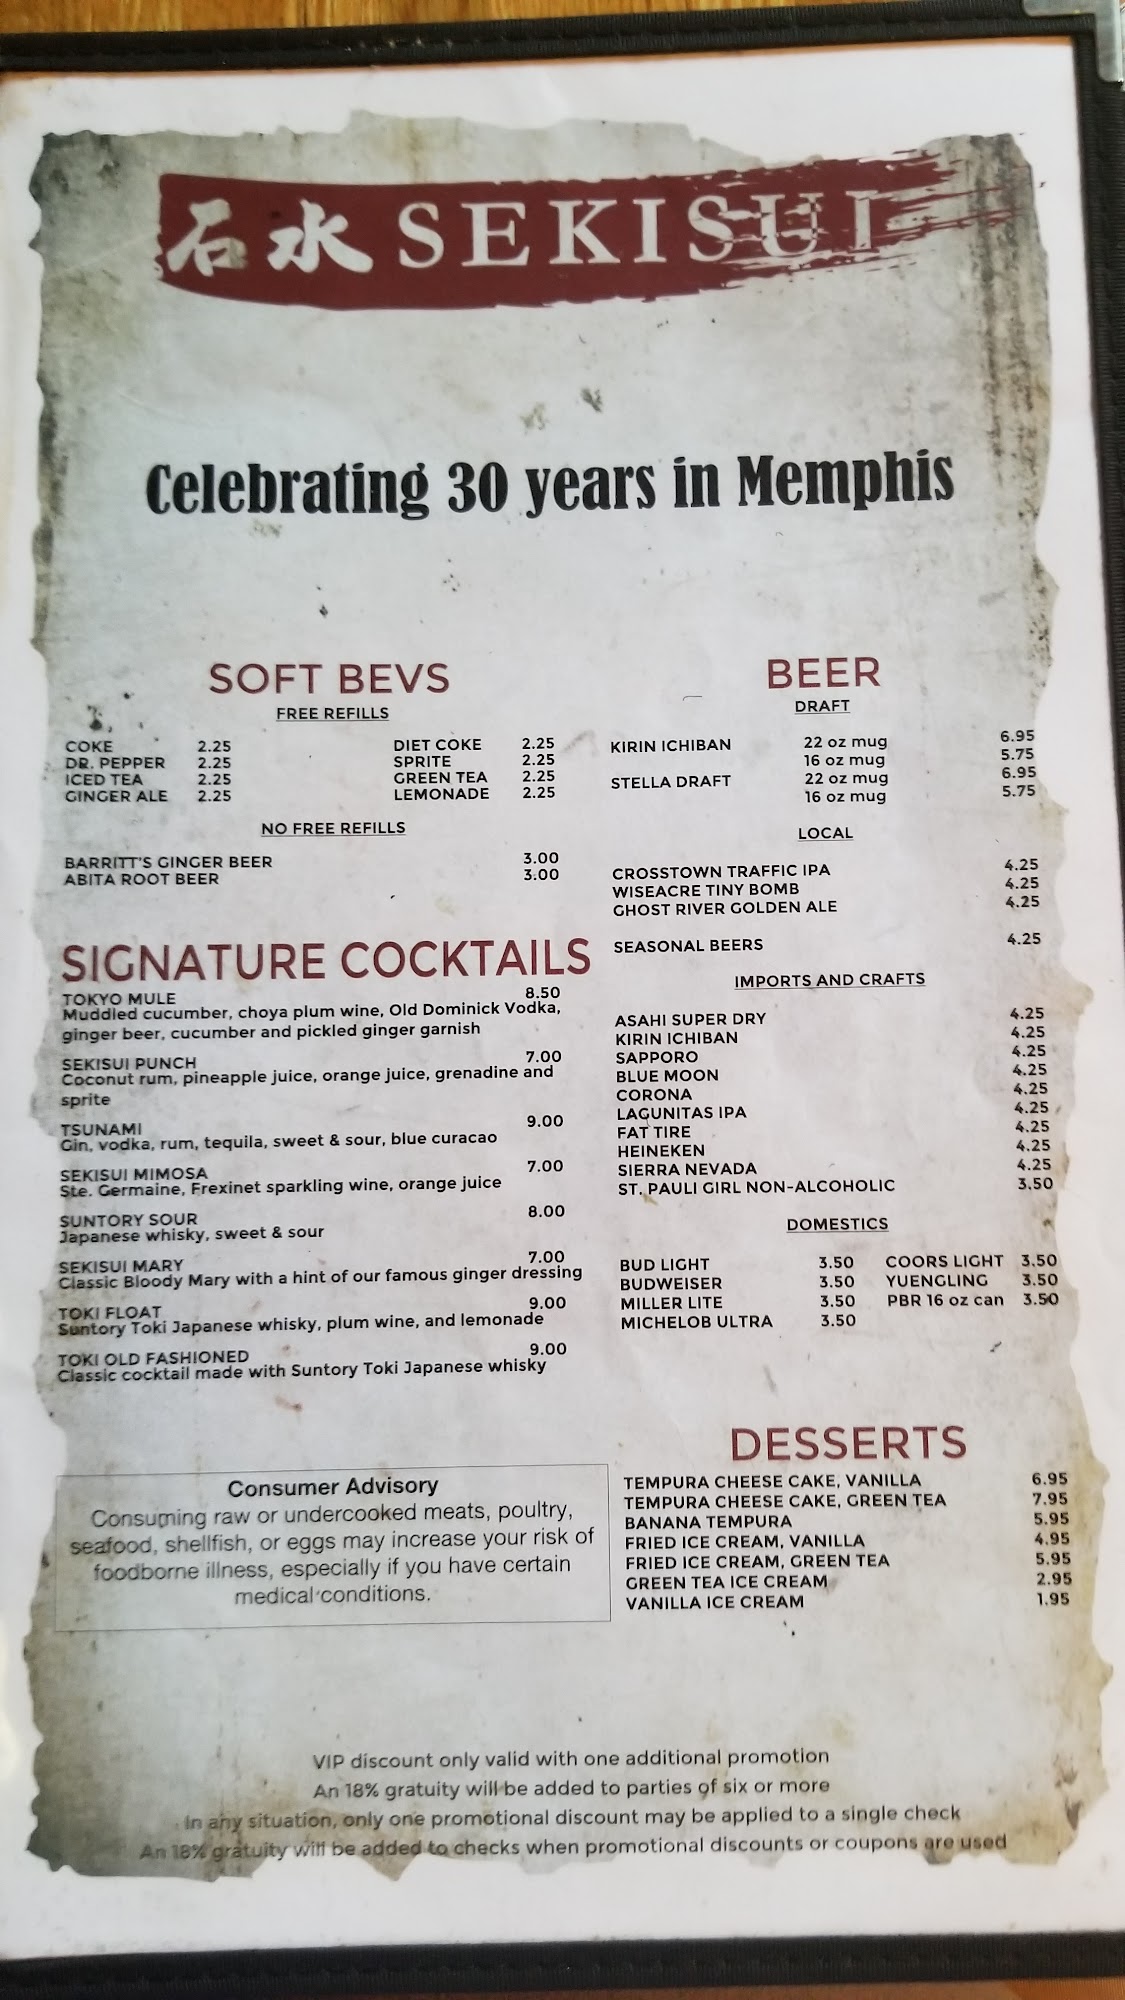 石水 SEKISUI
Celebrating 30 years in Memphis
SOFT BEVS
FREE REFILLS
COKE 2.25 DIET COKE 2.25
DR. PEPPER 2.25 SPRITE 2.25
ICED TEA 2.25 GREEN TEA 2.25
GINGER ALE 2.25 LEMONADE 2.25
NO FREE REFILLS
BARRITT'S GINGER BEER 3.00
ABITA ROOT BEER 3.00
SIGNATURE COCKTAILS
TOKYO MULE 8.50
Muddled cucumber, choya plum wine, Old Dominick Vodka,
ginger beer, cucumber and pickled ginger garnish
SEKISUI PUNCH 7.00
Coconut rum, pineapple juice, orange juice, grenadine and
sprite
TSUNAMI 9.00
Gin, vodka, rum, tequila, sweet & sour, blue curacao
SEKISUI MIMOSA 7.00
Ste. Germaine, Frexinet sparkling wine, orange juice
SUNTORY SOUR 8.00
Japanese whisky, sweet & sour
SEKISUI MARY 7.00
Classic Bloody Mary with a hint of our famous ginger dressing
TOKI FLOAT 9.00
Suntory Toki Japanese whisky, plum wine, and lemonade
TOKI OLD FASHIONED 9.00
Classic cocktail made with Suntory Toki Japanese whisky
Consumer Advisory
Consuming raw or undercooked meats, poultry,
seafood, shellfish, or eggs may increase your risk of
foodborne illness, especially if you have certain
medical conditions.
BEER
DRAFT
KIRIN ICHIBAN 22 oz mug 6.95
16 oz mug 5.75
STELLA DRAFT 22 oz mug 6.95
16 oz mug 5.75
LOCAL
CROSSTOWN TRAFFIC IPA 4.25
WISEACRE TINY BOMB 4.25
GHOST RIVER GOLDEN ALE 4.25
SEASONAL BEERS 4.25
IMPORTS AND CRAFTS
ASAHI SUPER DRY 4.25
KIRIN ICHIBAN 4.25
SAPPORO 4.25
BLUE MOON 4.25
CORONA 4.25
LAGUNITAS IPA 4.25
FAT TIRE 4.25
HEINEKEN 4.25
SIERRA NEVADA 4.25
ST. PAULI GIRL NON-ALCOHOLIC 3.50
DOMESTICS
BUD LIGHT 3.50 COORS LIGHT 3.50
BUDWEISER 3.50 YUENGLING 3.50
MILLER LITE 3.50 PBR 16 oz can 3.50
MICHELOB ULTRA 3.50
DESSERTS
TEMPURA CHEESE CAKE, VANILLA 6.95
TEMPURA CHEESE CAKE, GREEN TEA 7.95
BANANA TEMPURA 5.95
FRIED ICE CREAM, VANILLA 4.95
FRIED ICE CREAM, GREEN TEA 5.95
GREEN TEA ICE CREAM 2.95
VANILLA ICE CREAM 1.95
VIP discount only valid with one additional promotion
An 18% gratuity will be added to parties of six or more
In any situation, only one promotional discount may be applied to a single check
An 18% gratuity will be added to checks when promotional discounts or coupons are used